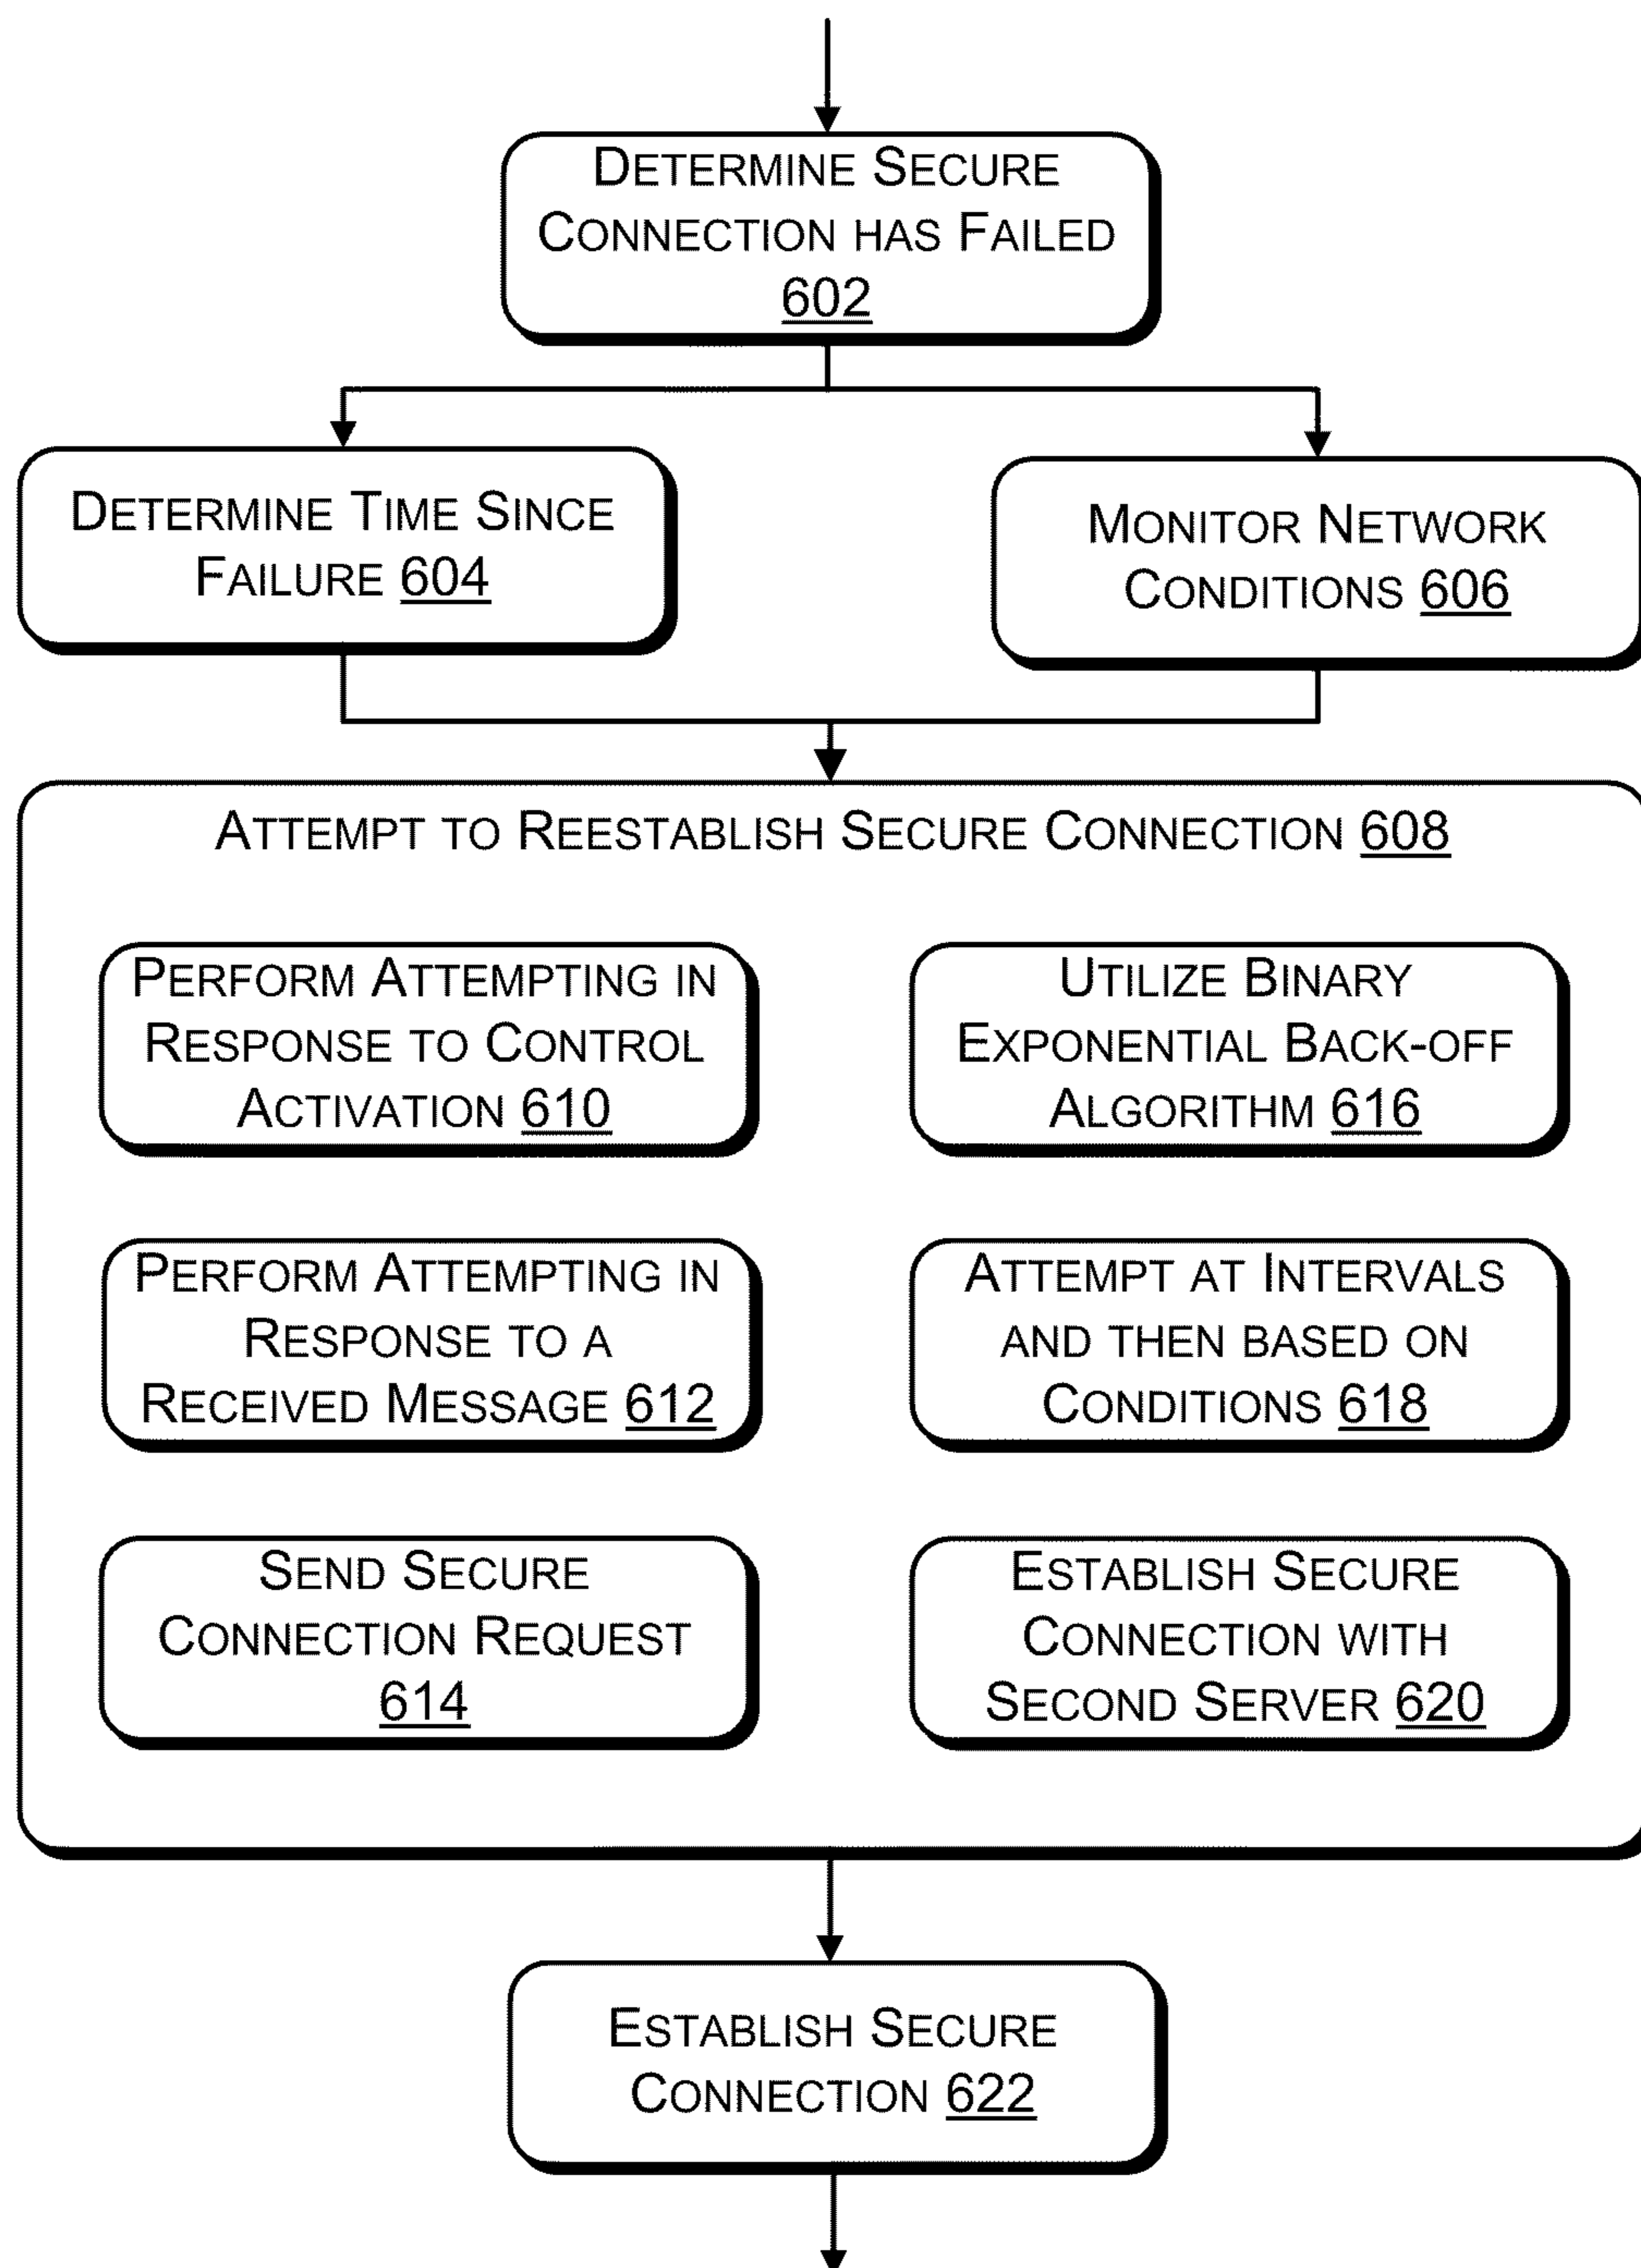 DETERMINE SECURE
CONNECTION HAS FAILED
602
DETERMINE TIME SINCE
FAILURE 604
MONITOR NETWORK
CONDITIONS 606
ATTEMPT TO REESTABLISH SECURE CONNECTION 608
PERFORM ATTEMPTING IN
RESPONSE TO CONTROL
ACTIVATION 610
UTILIZE BINARY
EXPONENTIAL BACK-OFF
ALGORITHM 616
PERFORM ATTEMPTING IN
RESPONSE TO A
RECEIVED MESSAGE 612
ATTEMPT AT INTERVALS
AND THEN BASED ON
CONDITIONS 618
SEND SECURE
CONNECTION REQUEST
614
ESTABLISH SECURE
CONNECTION WITH
SECOND SERVER 620
ESTABLISH SECURE
CONNECTION 622